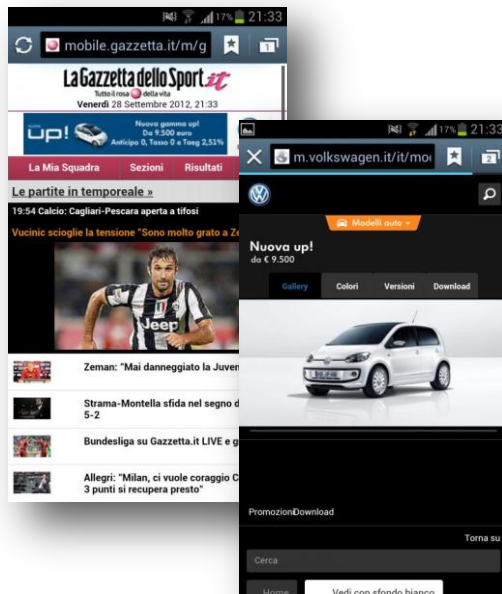 17% 21:33
mobile.gazzetta.it/m/g
1
La Gazzetta dello Sport.it
Tutto il rosa della vita
Venerdì 28 Settembre 2012, 21:33
up!
Nuova gamma up!
Da 9.500 euro
Anticipo 0, Tasso 0 e Taeg 2,51%
La Mia Squadra Sezioni Risultati
Le partite in temporeale »
19:54 Calcio: Cagliari-Pescara aperta a tifosi
Vucinic scioglie la tensione "Sono molto grato a Ze
Jeep
Zeman: "Mai danneggiato la Juven
Strama-Montella sfida nel segno d
5-2
Bundesliga su Gazzetta.it LIVE e g
Allegri: "Milan, ci vuole coraggio C
3 punti si recupera presto"
17% 21:33
m.volkswagen.it/it/mo
2
Modelli auto
Nuova up!
da € 9.500
Gallery Colori Versioni Download
PromozioniDownload
Torna su
Cerca
Home Vedi con sfondo bianco